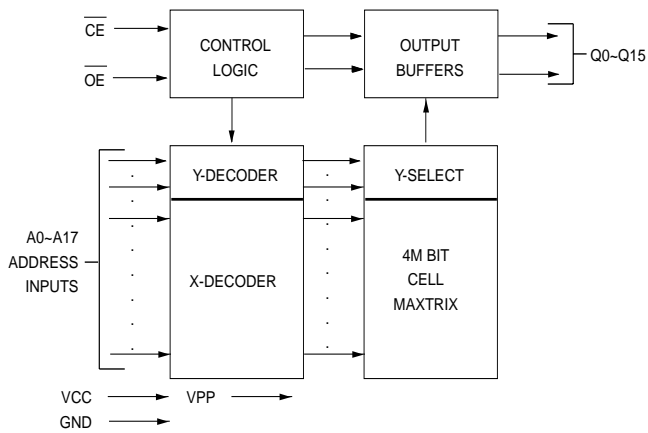 CE
CONTROL
LOGIC
OUTPUT
BUFFERS
Q0~Q15
OE
Y-DECODER
Y-SELECT
A0~A17
ADDRESS
INPUTS
X-DECODER
4M BIT
CELL
MAXTRIX
VCC
VPP
GND